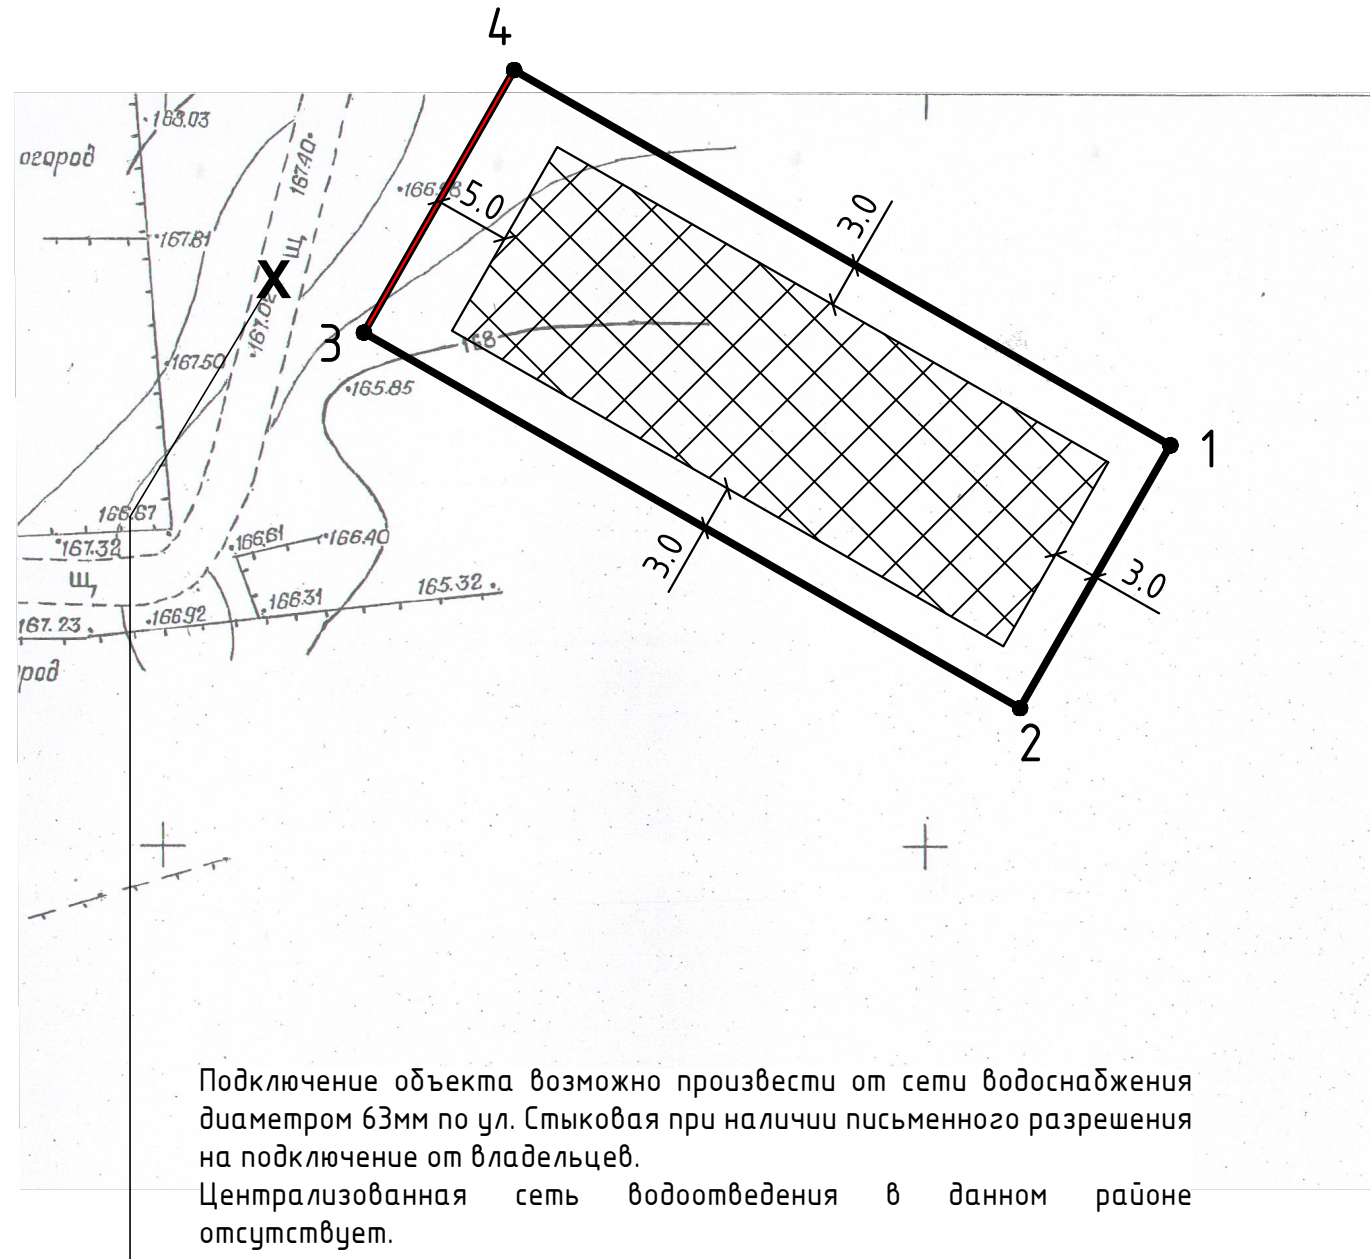 4
168.03
огород
167.40
166.98
5.0
3.0
167.81
щ
X
167.02
3
167.50
168
165.85
1
166.67
167.32
166.61
166.40
3.0
3.0
щ
165.32
166.31
166.92
167.23
род
2
Подключение объекта возможно произвести от сети водоснабжения
диаметром 63мм по ул. Стыковая при наличии письменного разрешения
на подключение от владельцев.
Централизованная сеть водоотведения в данном районе
отсутствует.